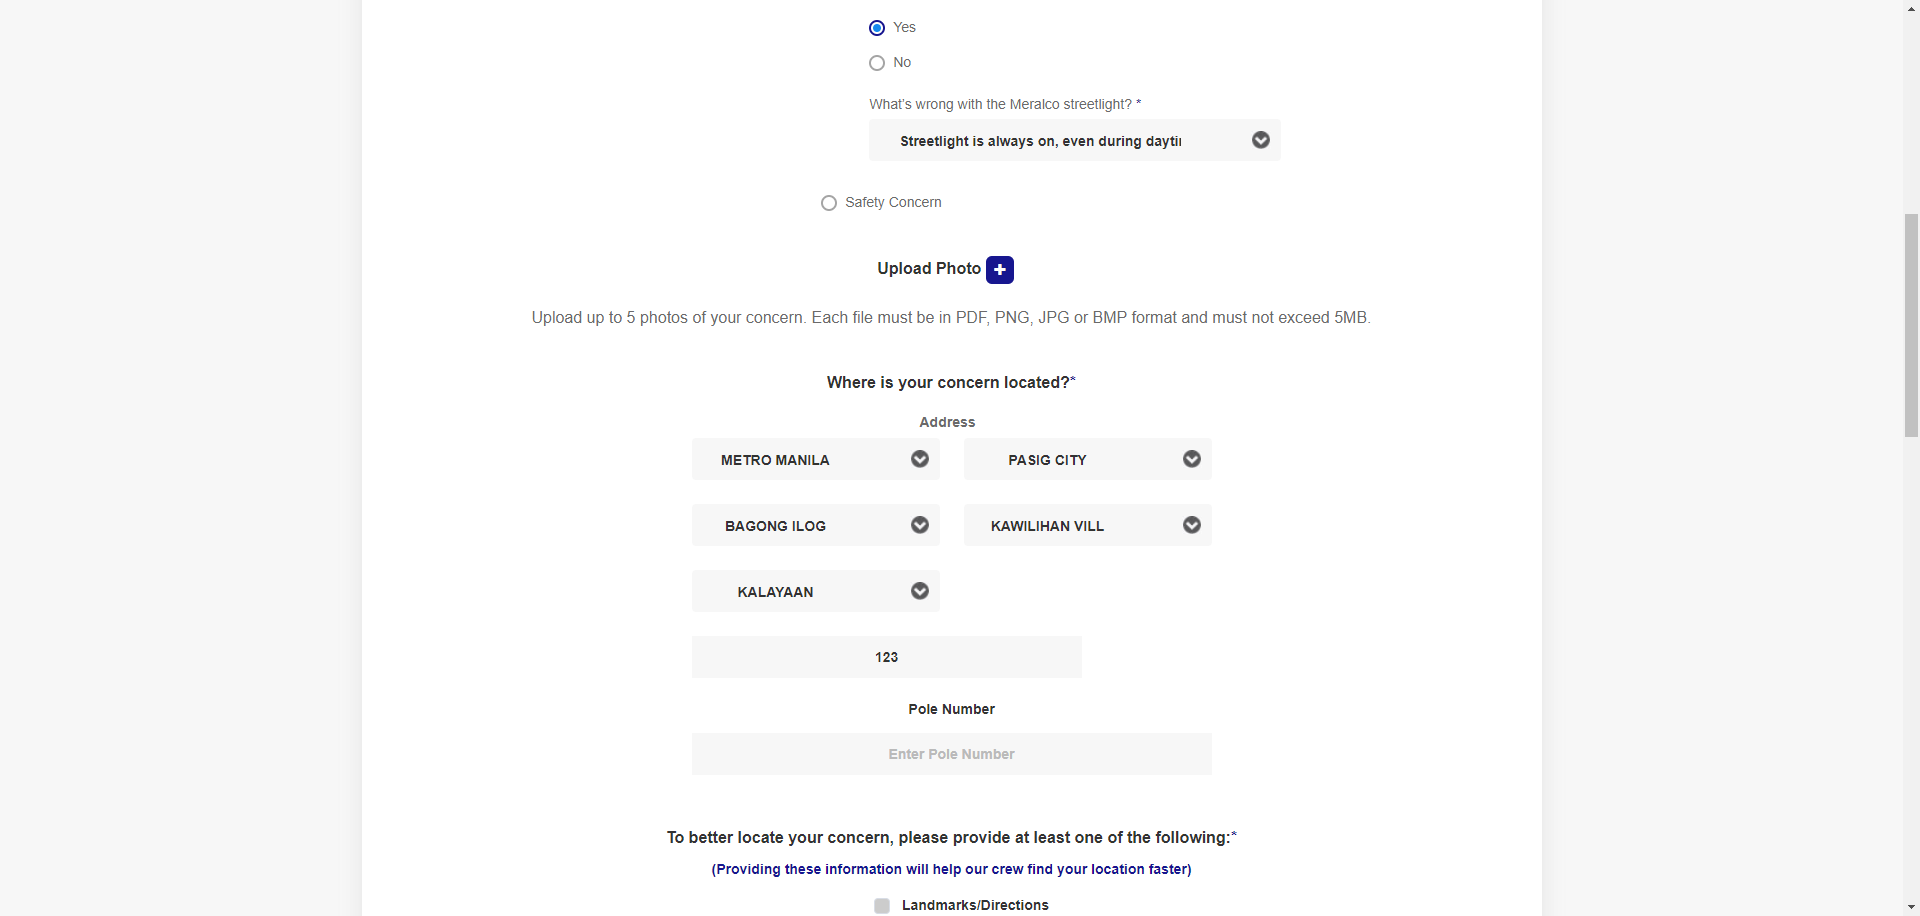 Yes
No
What's wrong with the Meralco streetlight? *
Streetlight is always on, even during
Safety Concern
Upload Photo
Upload up to 5 photos of your concern. Each file must be in PDF, PNG, JPG or BMP format and must not exceed 5MB.
Where is your concern located?*
Address
METRO MANILA
PASIG CITY
BAGONG ILOG
KAWILIHAN VILL
KALAYAAN
123
Pole Number
Enter Pole Number
To better locate your concern, please provide at least one of the following:*
(Providing these information will help our crew find your location faster)
Landmarks/Directions